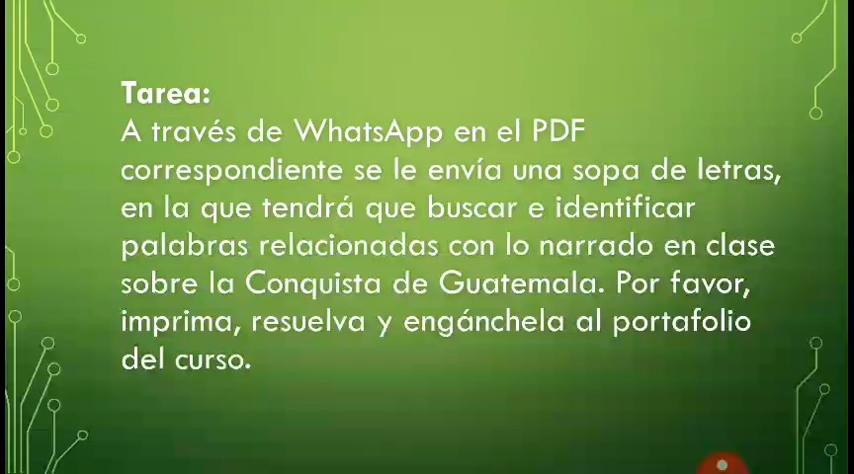 Tarea:
A través de WhatsApp en el PDF
correspondiente se le envía una sopa de letras,
en la que tendrá que buscar e identificar
palabras relacionadas con lo narrado en clase
sobre la Conquista de Guatemala. Por favor,
imprima, resuelva y engánchela al portafolio
del curso.